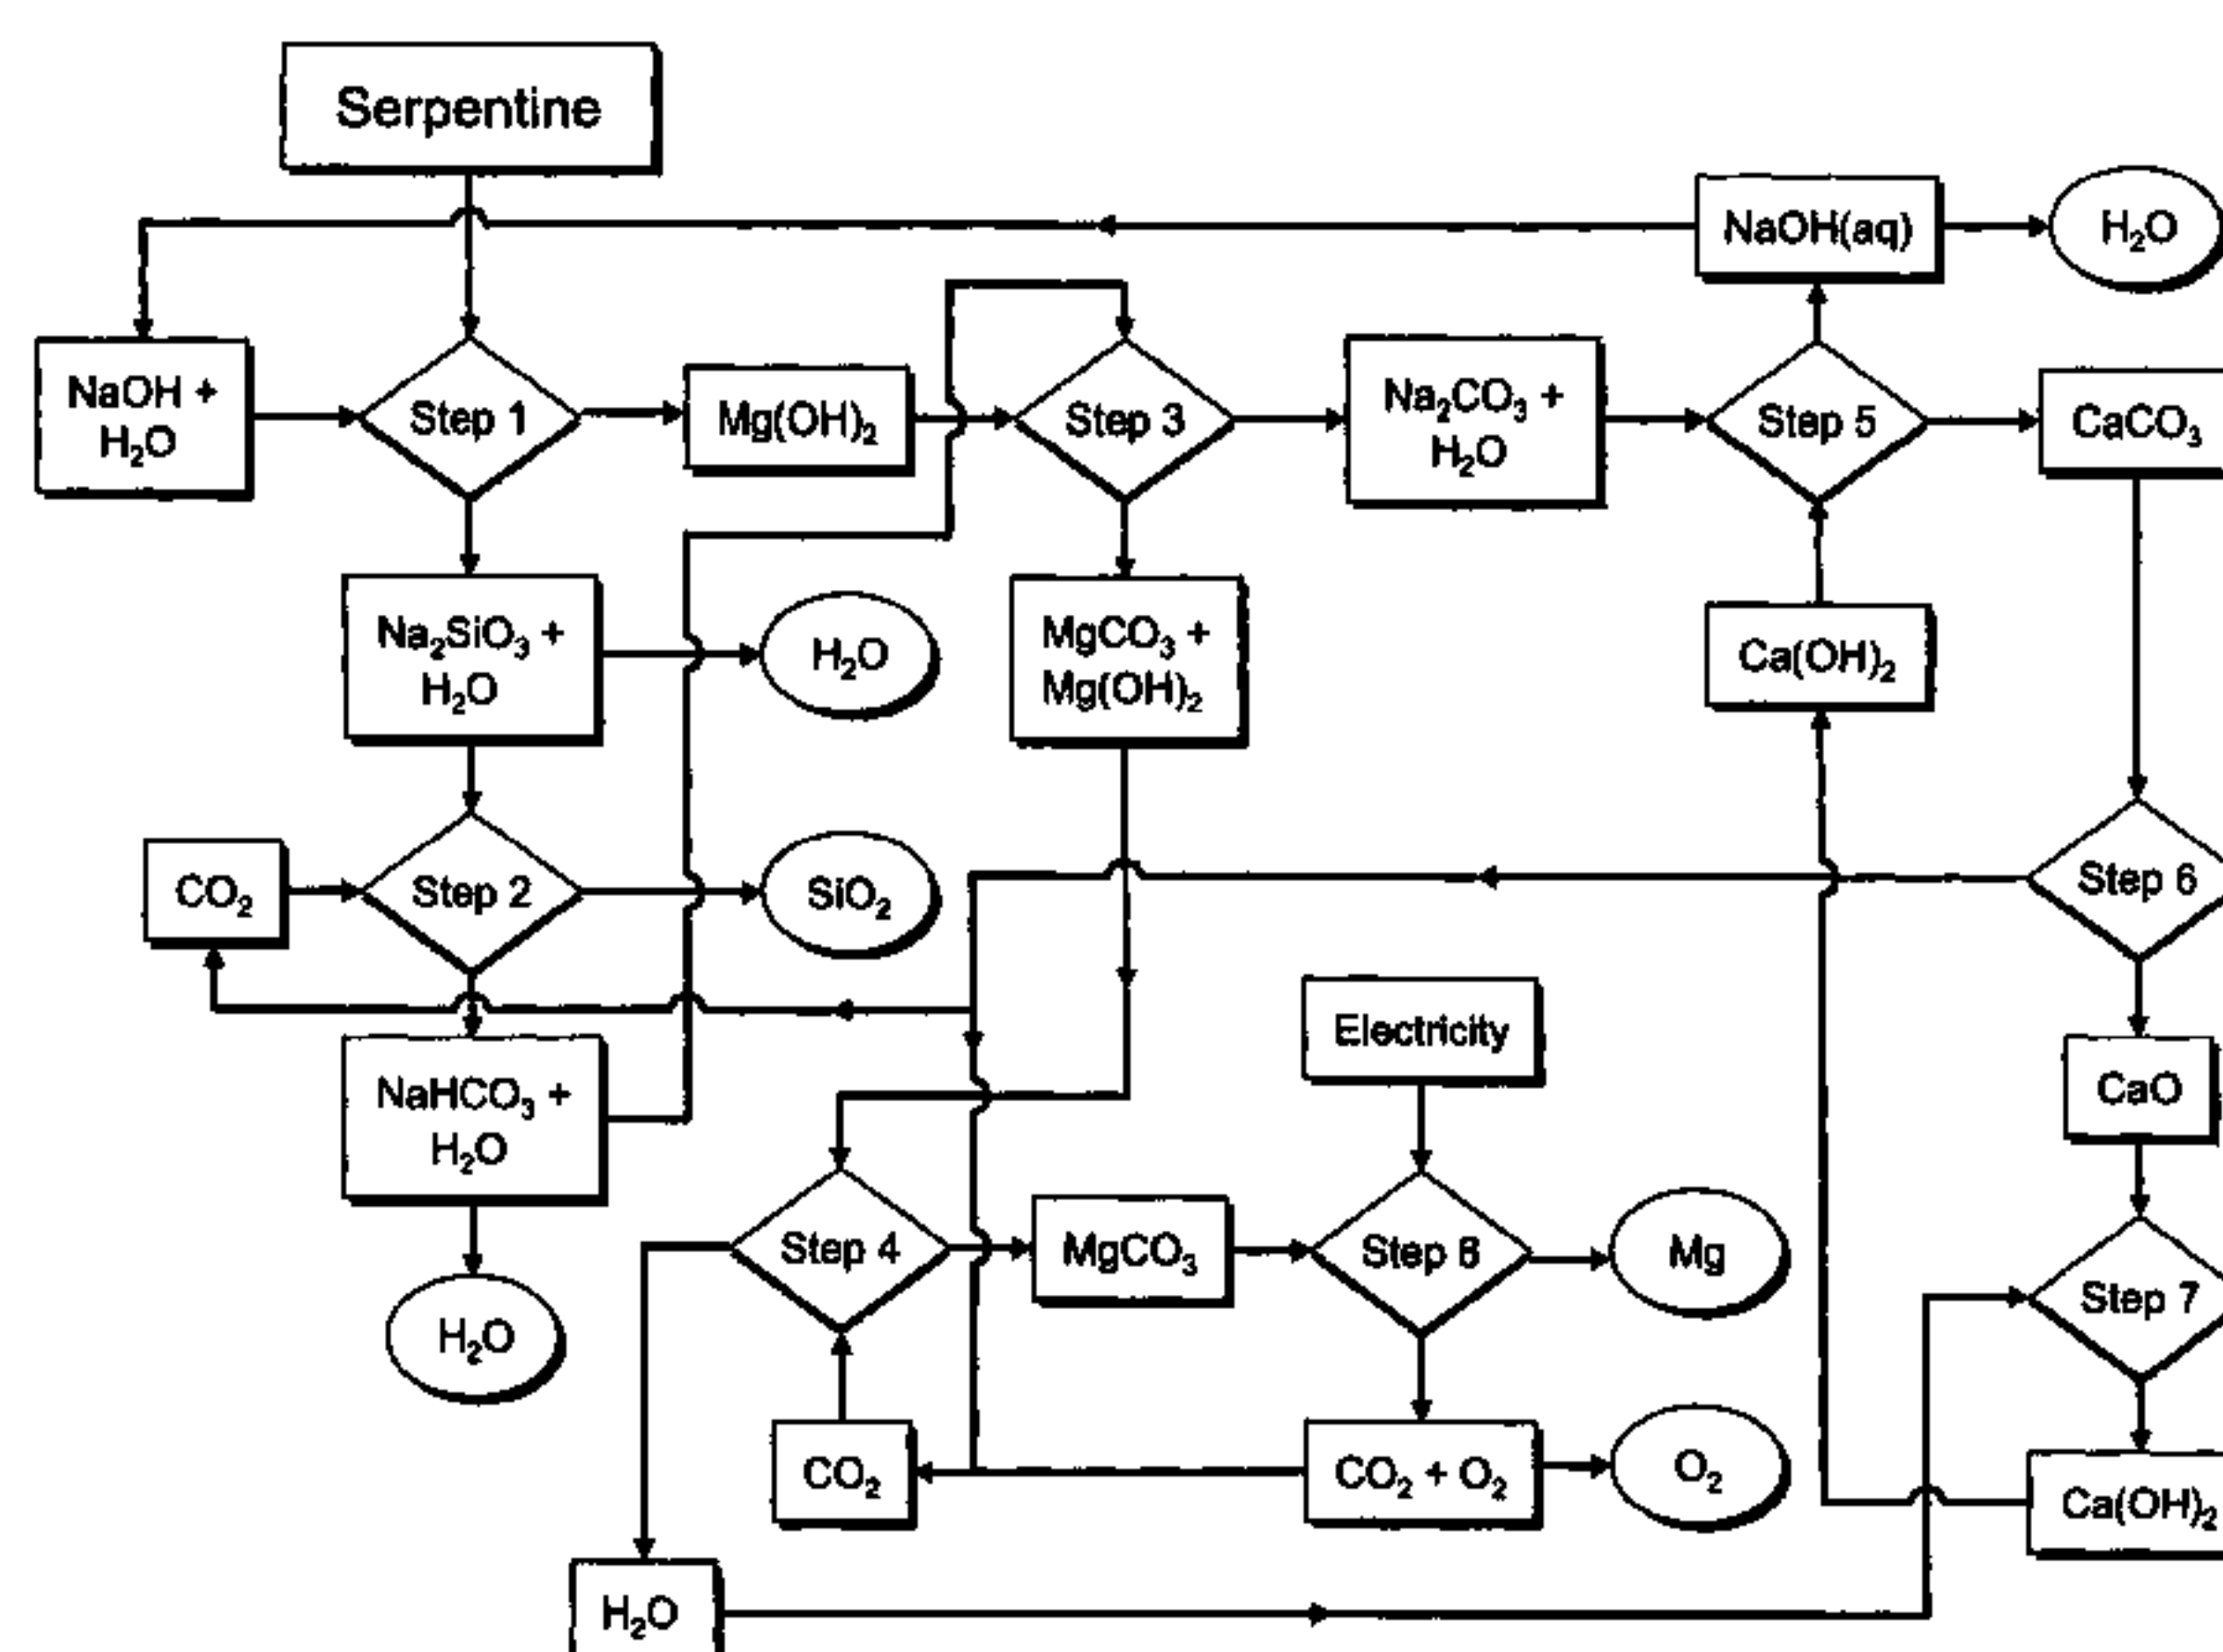 Serpentine
NaOH(aq)
H₂O
NaOH +
H₂O
Step 1
Mg(OH)₂
Step 3
Na₂CO₃ +
H₂O
Step 5
CaCO₃
Na₂SiO₃ +
H₂O
H₂O
MgCO₃ +
Mg(OH)₂
Ca(OH)₂
CO₂
Step 2
SiO₂
Step 6
Electricity
NaHCO₃ +
H₂O
CaO
Step 4
MgCO₃
Step 8
Mg
Step 7
H₂O
CO₂
CO₂ + O₂
O₂
Ca(OH)₂
H₂O